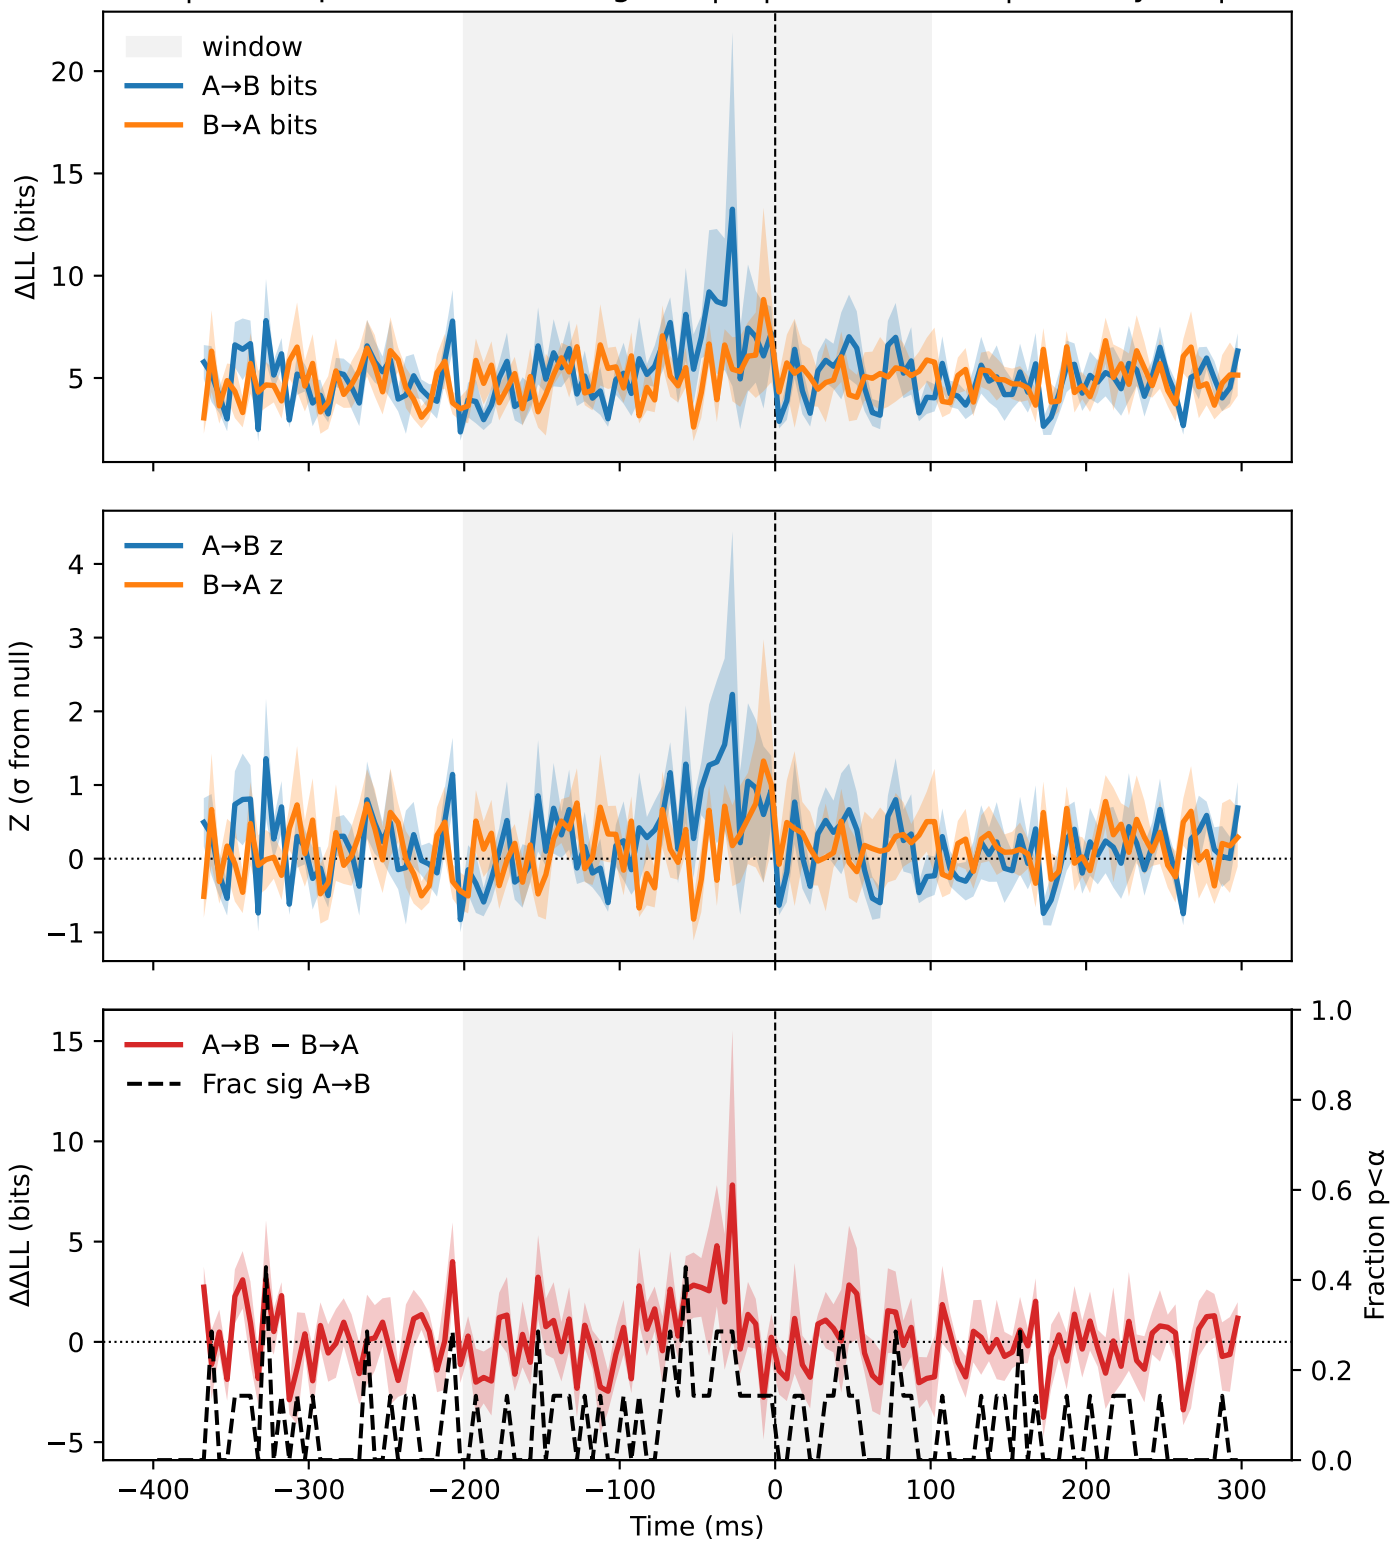 window
A→B bits
B→A bits
20
15
10
5
ΔLL (bits)
A→B z
B→A z
4
3
2
1
0
−1
Z (σ from null)
A→B − B→A
Frac sig A→B
15
10
5
0
−5
ΔΔLL (bits)
1.0
0.8
0.6
0.4
0.2
0.0
Fraction p<α
−400 −300 −200 −100 0 100 200 300
Time (ms)